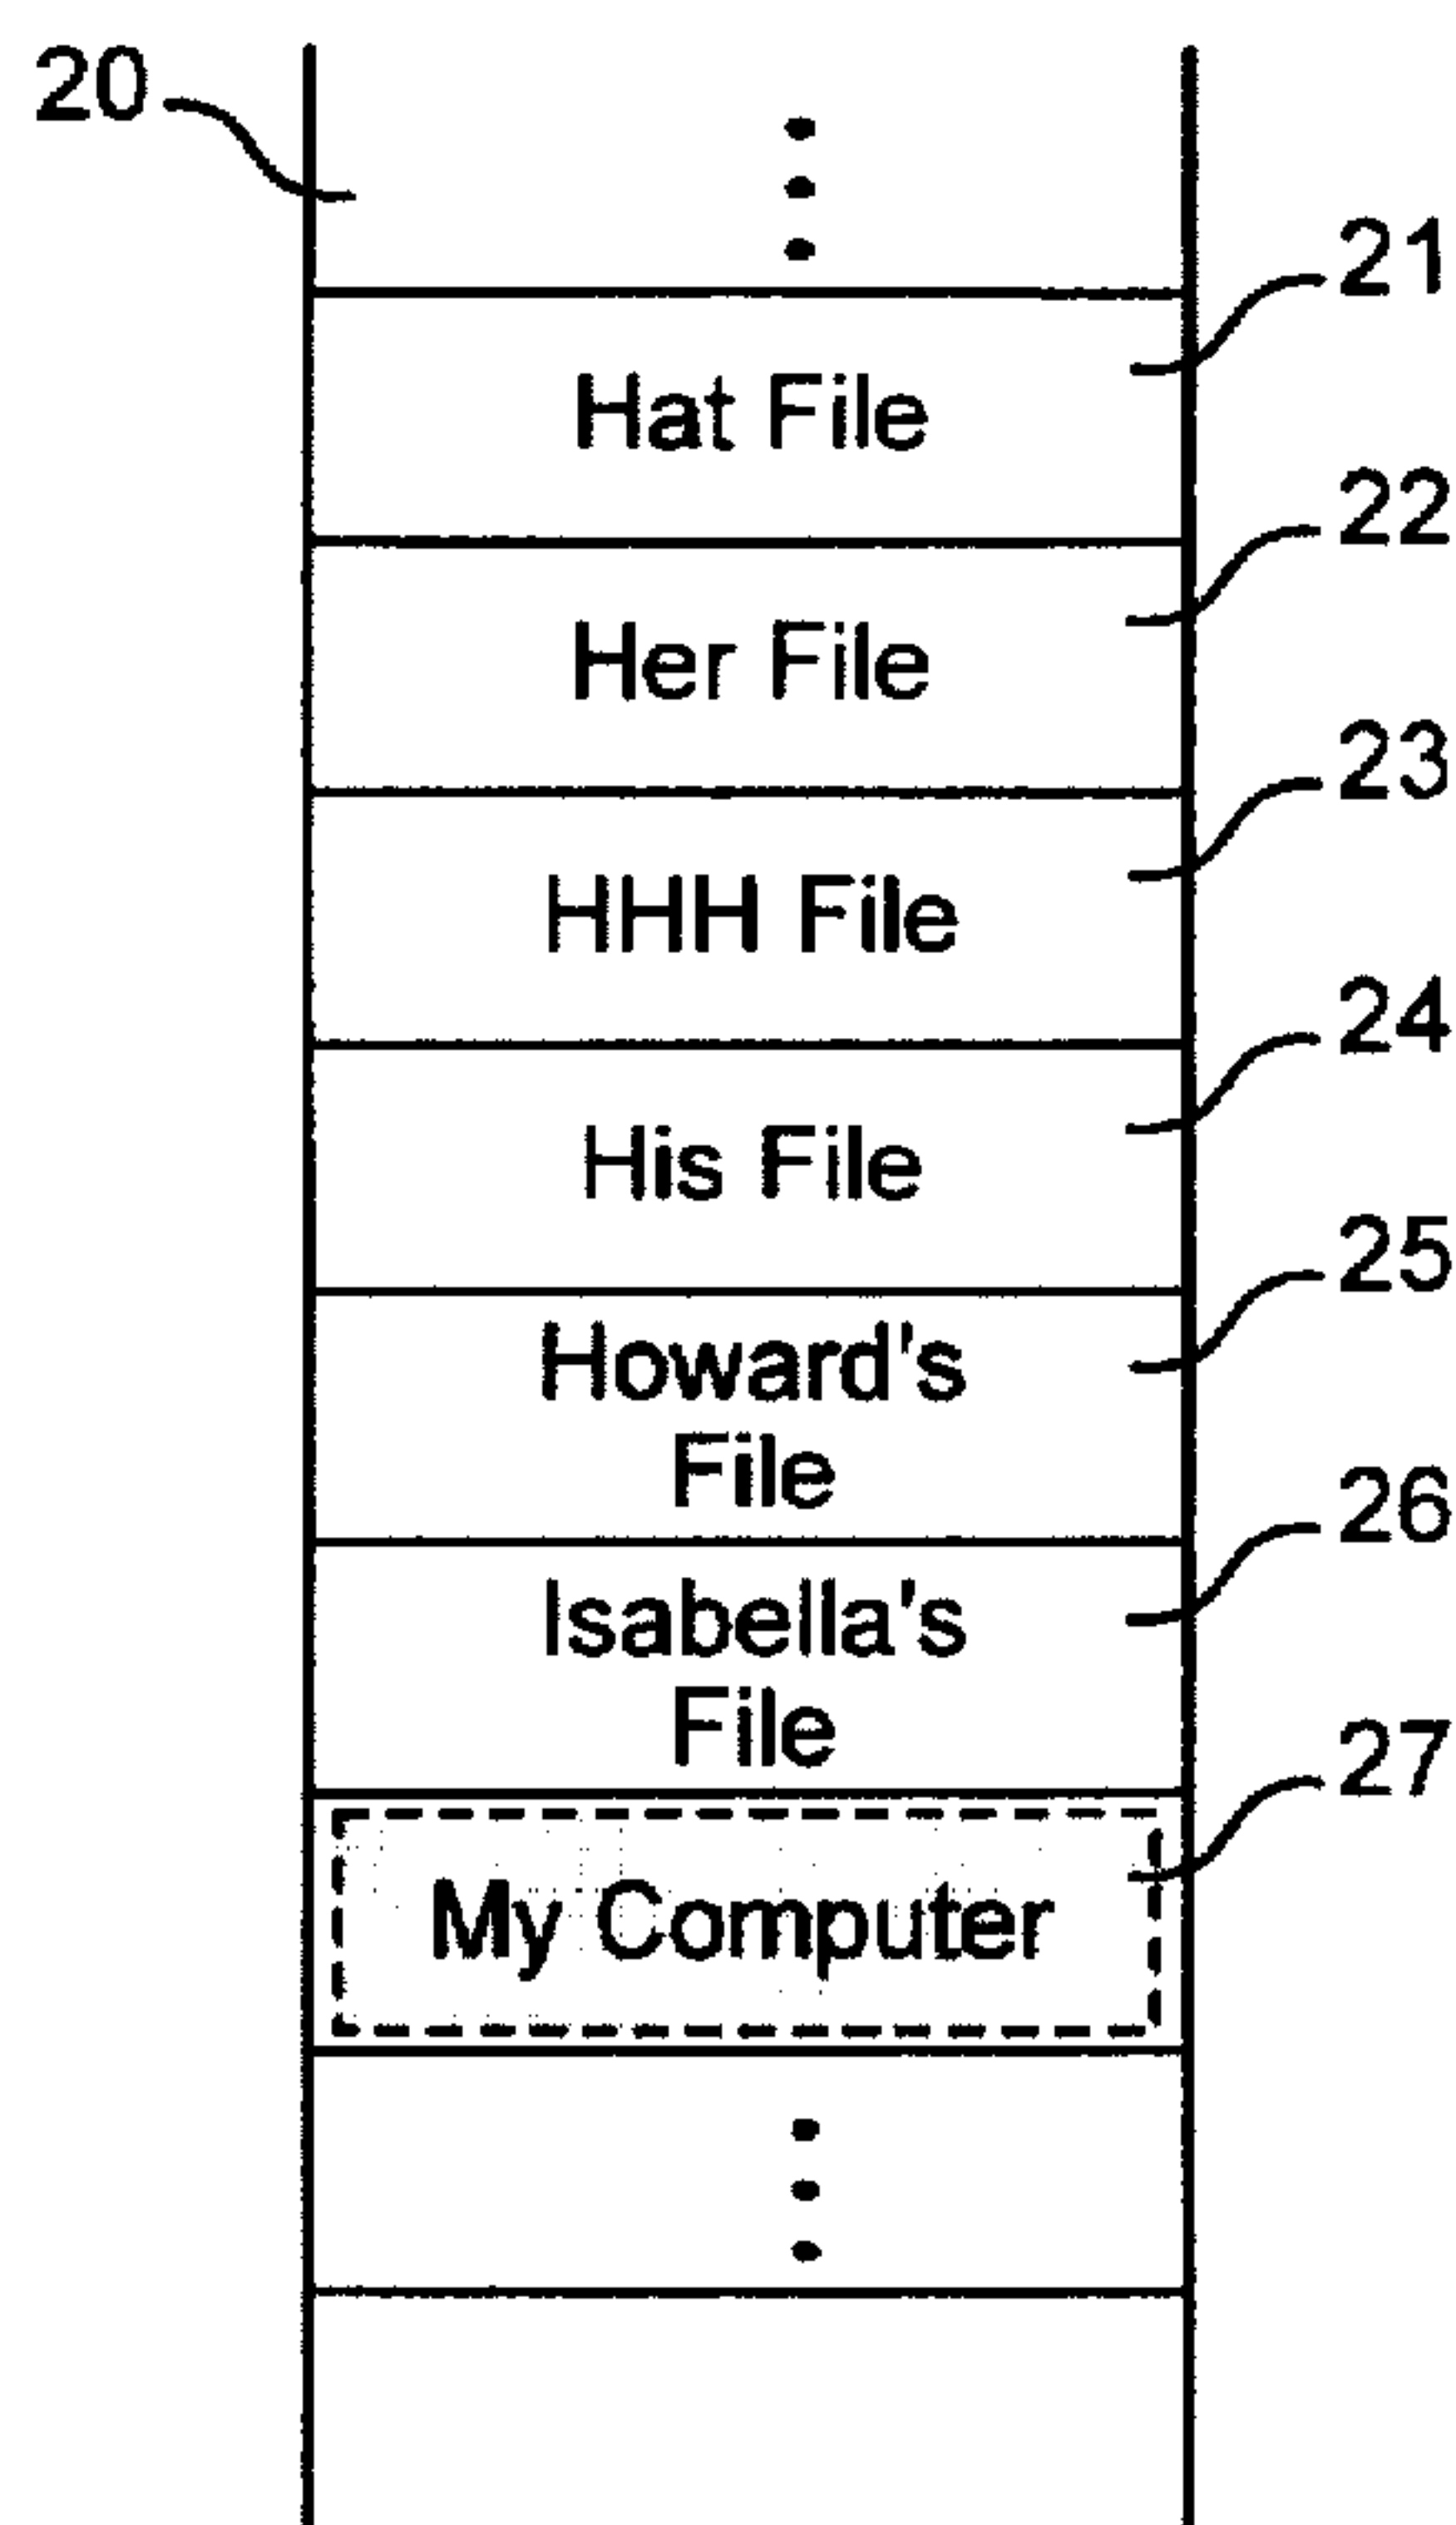 20
21
Hat File
22
Her File
23
HHH File
24
His File
25
Howard's
File
26
Isabella's
File
27
My Computer